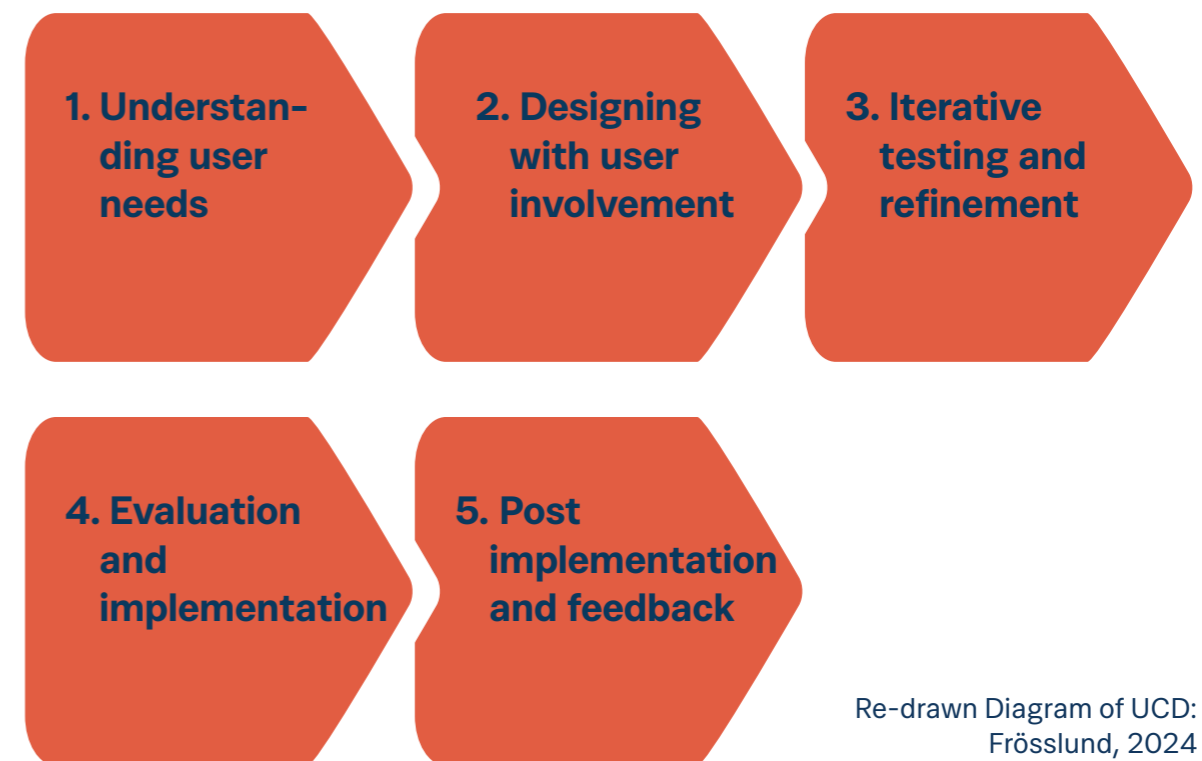 1. Understan-
ding user
needs
2. Designing
with user
involvement
3. Iterative
testing and
refinement
4. Evaluation
and
implementation
5. Post
implementation
and feedback
Re-drawn Diagram of UCD:
Frösslund, 2024